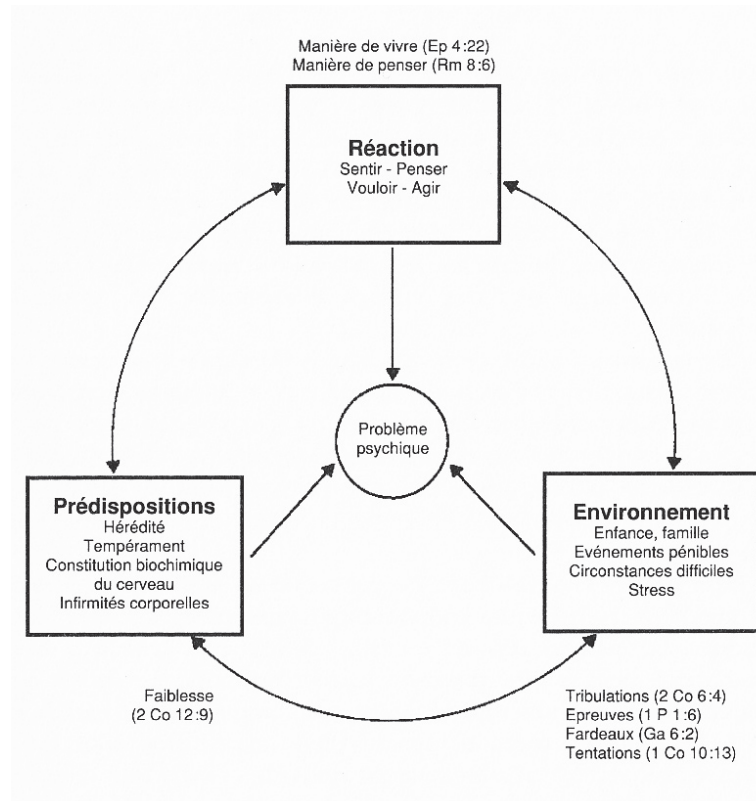 Manière de vivre (Ep 4:22)
Manière de penser (Rm 8:6)
Réaction
Sentir - Penser
Vouloir - Agir
Problème
psychique
Prédispositions
Hérédité
Tempérament
Constitution biochimique
du cerveau
Infirmités corporelles
Environnement
Enfance, famille
Evénements pénibles
Circonstances difficiles
Stress
Faiblesse
(2 Co 12:9)
Tribulations (2 Co 6:4)
Epreuves (1 P 1:6)
Fardeaux (Ga 6:2)
Tentations (1 Co 10:13)